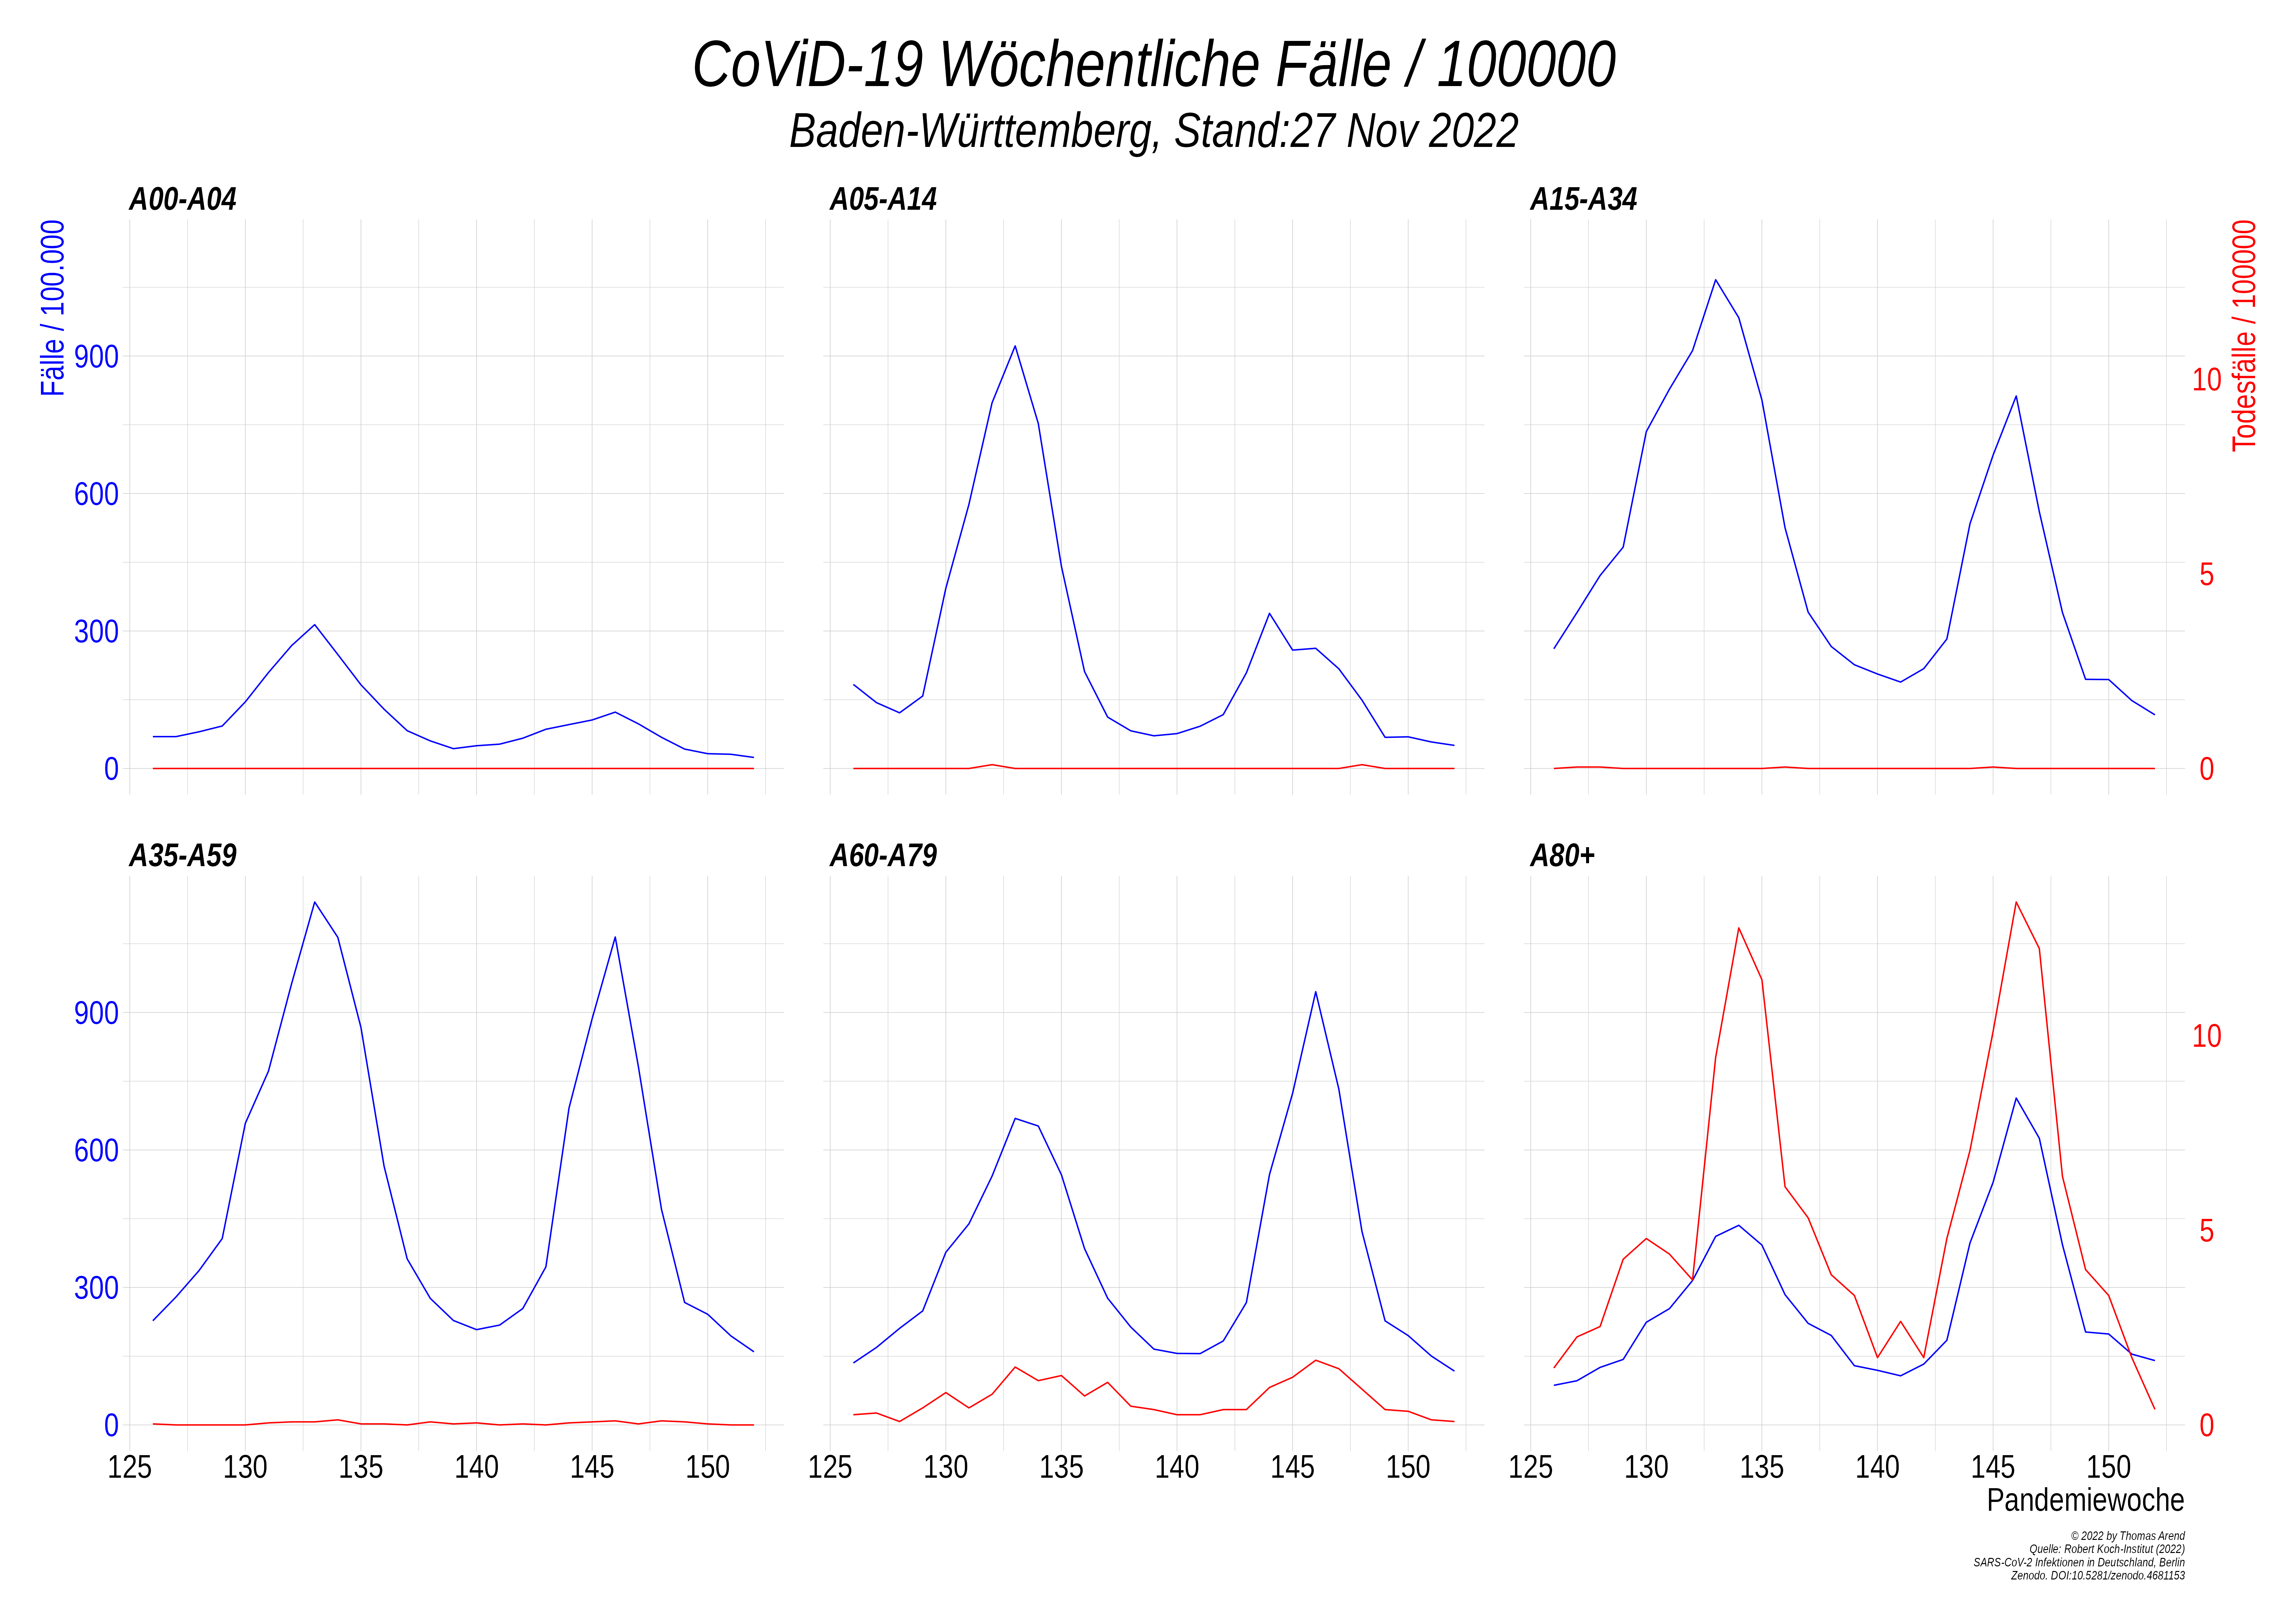 CoViD-19 Wöchentliche Fälle / 100000
Baden-Württemberg, Stand:27 Nov 2022
A00-A04
A05-A14
A15-A34
Fälle / 100.000
900
600
300
0
Todesfälle / 100000
10
5
0
A35-A59
A60-A79
A80+
900
600
300
0
10
5
0
125 130 135 140 145 150
125 130 135 140 145 150
125 130 135 140 145 150
Pandemiewoche
© 2022 by Thomas Arend
Quelle: Robert Koch-Institut (2022)
SARS-CoV-2 Infektionen in Deutschland, Berlin
Zenodo. DOI:10.5281/zenodo.4681153